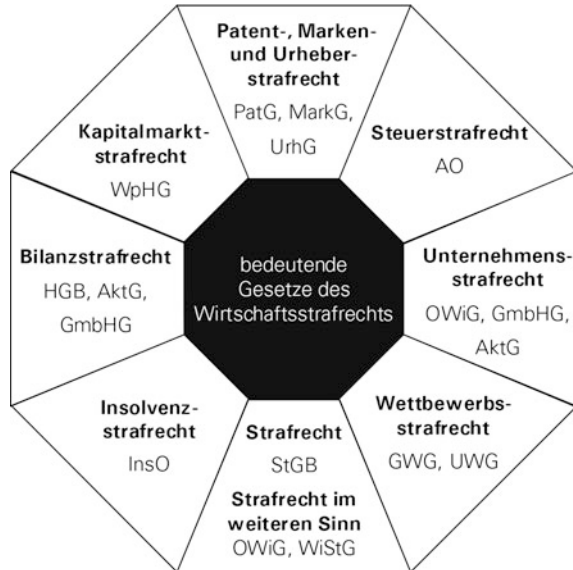 Patent-, Marken-
und Urheber-
strafrecht
PatG, MarkG,
UrhG
Steuerstrafrecht
AO
Unternehmens-
strafrecht
OWiG, GmbHG,
AktG
Wettbewerbs-
strafrecht
GWG, UWG
Strafrecht
StGB
Strafrecht im
weiteren Sinn
OWiG, WiStG
Insolvenz-
strafrecht
InsO
Bilanzstrafrecht
HGB, AktG,
GmbHG
Kapitalmarkt-
strafrecht
WpHG
bedeutende
Gesetze des
Wirtschaftsstrafrechts